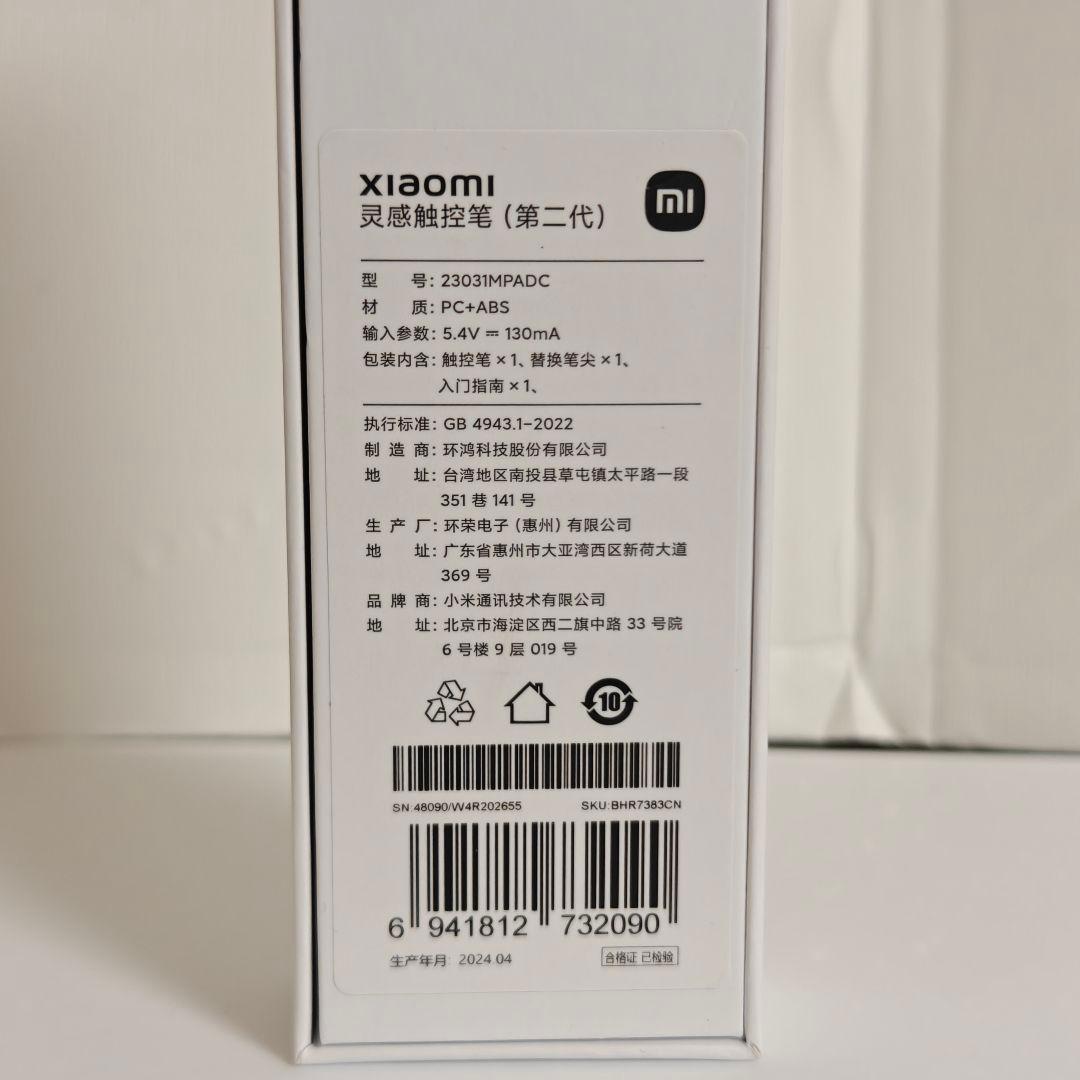 xiaomi
mi
灵感触控笔（第二代）
型 号：23031MPADC
材 质：PC+ABS
输入参数：5.4V ⎓ 130mA
包装内含：触控笔×1、替换笔尖×1、
入门指南×1、
执行标准：GB 4943.1-2022
制 造 商：环鸿科技股份有限公司
地 址：台湾地区南投县草屯镇太平路一段
351 巷 141 号
生 产 厂：环荣电子（惠州）有限公司
地 址：广东省惠州市大亚湾西区新荷大道
369 号
品 牌 商：小米通讯技术有限公司
地 址：北京市海淀区西二旗中路 33 号院
6 号楼 9 层 019 号
10
SN:48090/W4R202655 SKU:BHR7383CN
6 941812 732090
生产年月: 2024.04 合格证 已检验